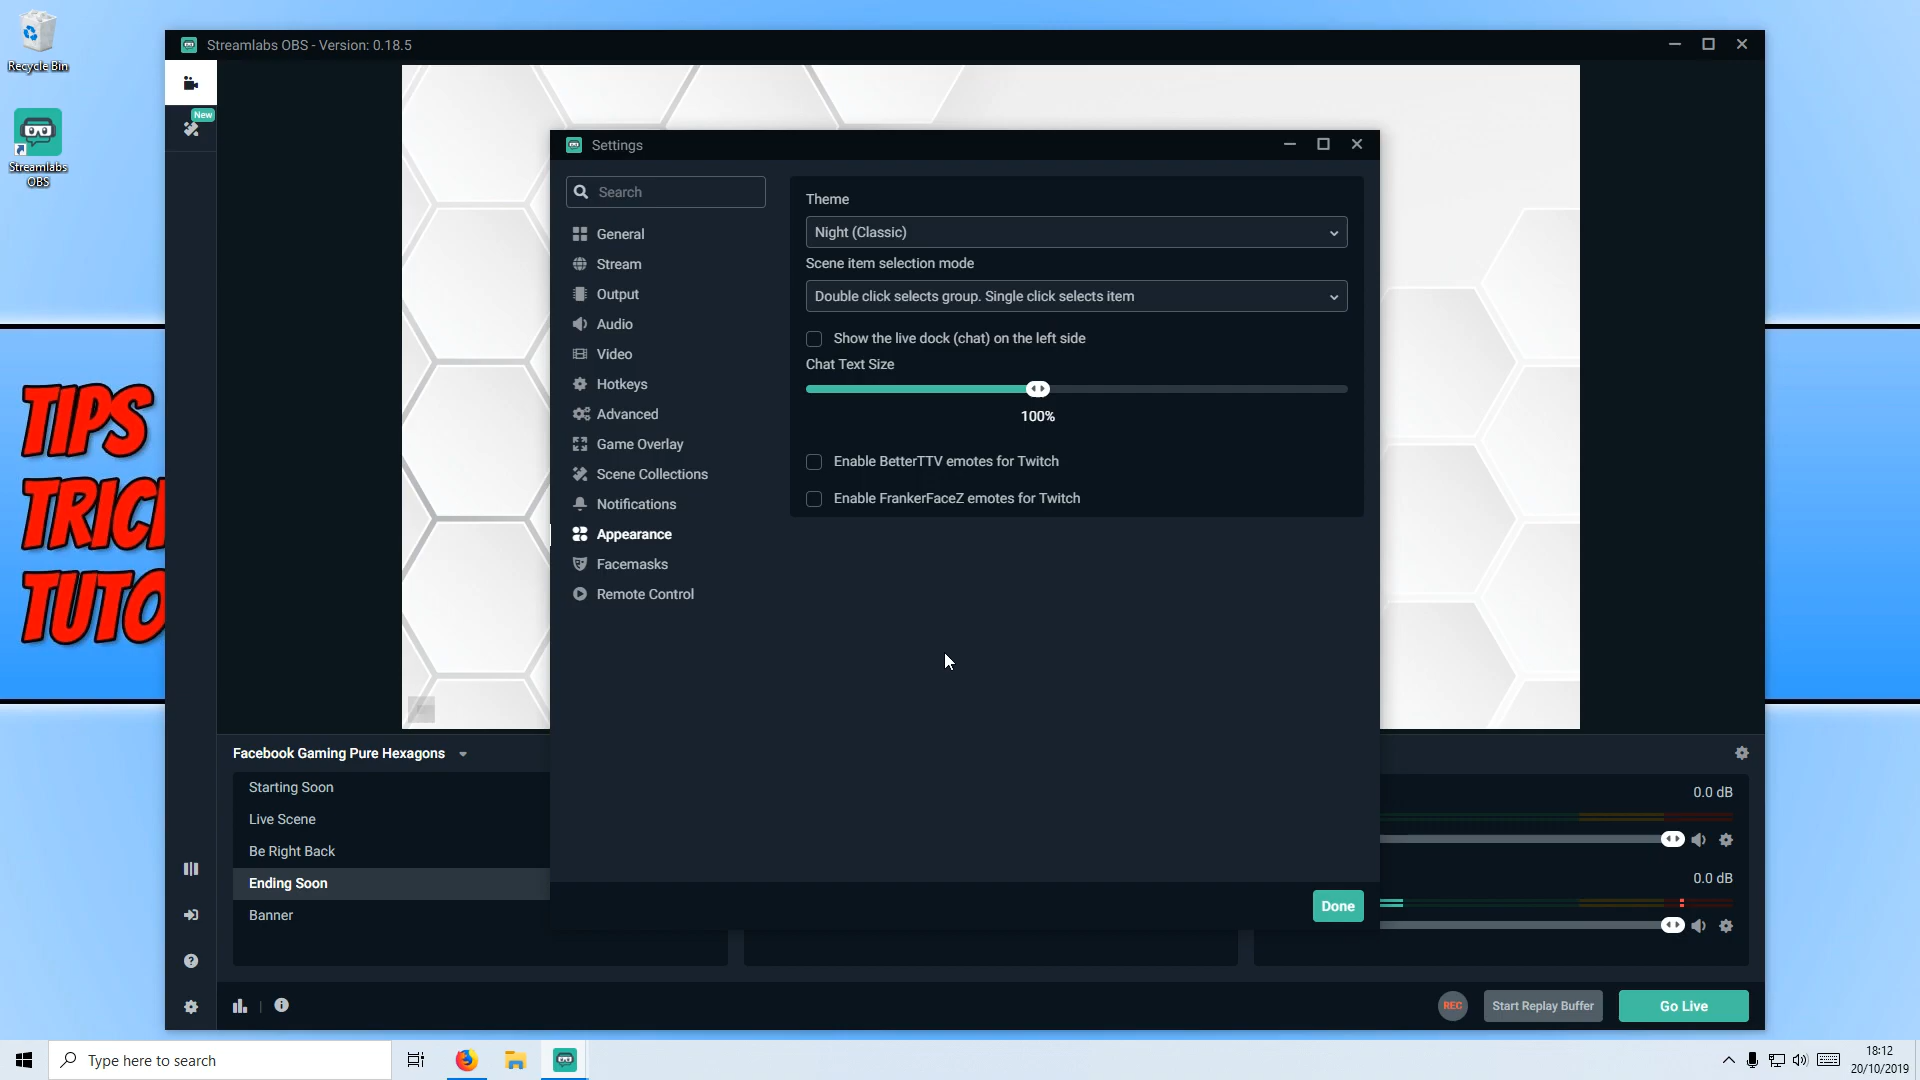 Recycle Bin
Streamlabs OBS
TIPS
TRIC
TUTO
Streamlabs OBS - Version: 0.18.5
New
Settings
Search
General
Stream
Output
Audio
Video
Hotkeys
Advanced
Game Overlay
Scene Collections
Notifications
Appearance
Facemasks
Remote Control
Theme
Night (Classic)
Scene item selection mode
Double click selects group. Single click selects item
Show the live dock (chat) on the left side
Chat Text Size
100%
Enable BetterTTV emotes for Twitch
Enable FrankerFaceZ emotes for Twitch
Done
Facebook Gaming Pure Hexagons
Starting Soon
Live Scene
Be Right Back
Ending Soon
Banner
0.0 dB
0.0 dB
REC
Start Replay Buffer
Go Live
Type here to search
18:12
20/10/2019